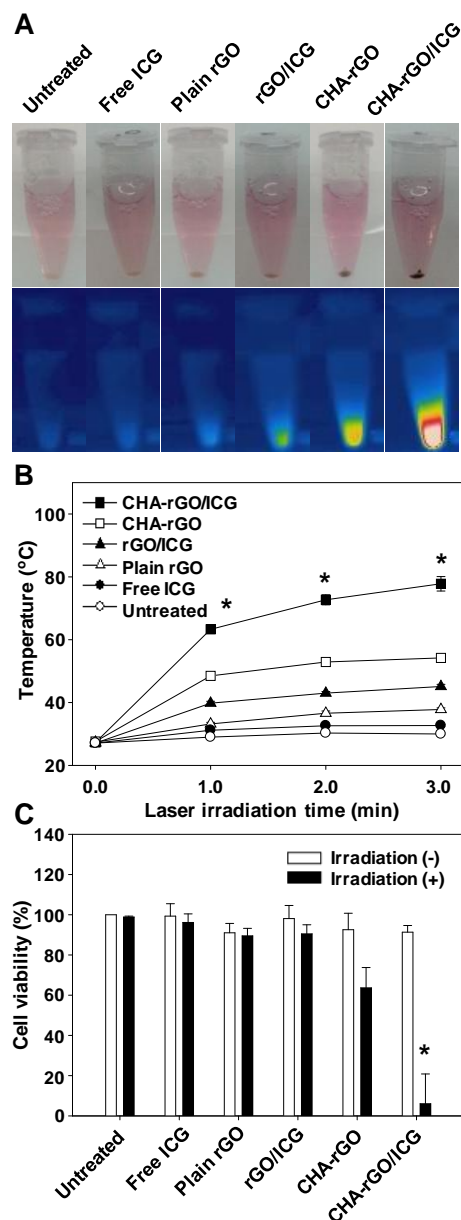 A
Untreated
Free ICG
Plain rGO
rGO/ICG
CHA-rGO
CHA-rGO/ICG
B
CHA-rGO/ICG
CHA-rGO
rGO/ICG
Plain rGO
Free ICG
Untreated
*
*
*
Temperature (°C)
100
80
60
40
20
0.0 1.0 2.0 3.0
Laser irradiation time (min)
C
Irradiation (-)
Irradiation (+)
*
Cell viability (%)
140
120
100
80
60
40
20
0
Untreated
Free ICG
Plain rGO
rGO/ICG
CHA-rGO
CHA-rGO/ICG